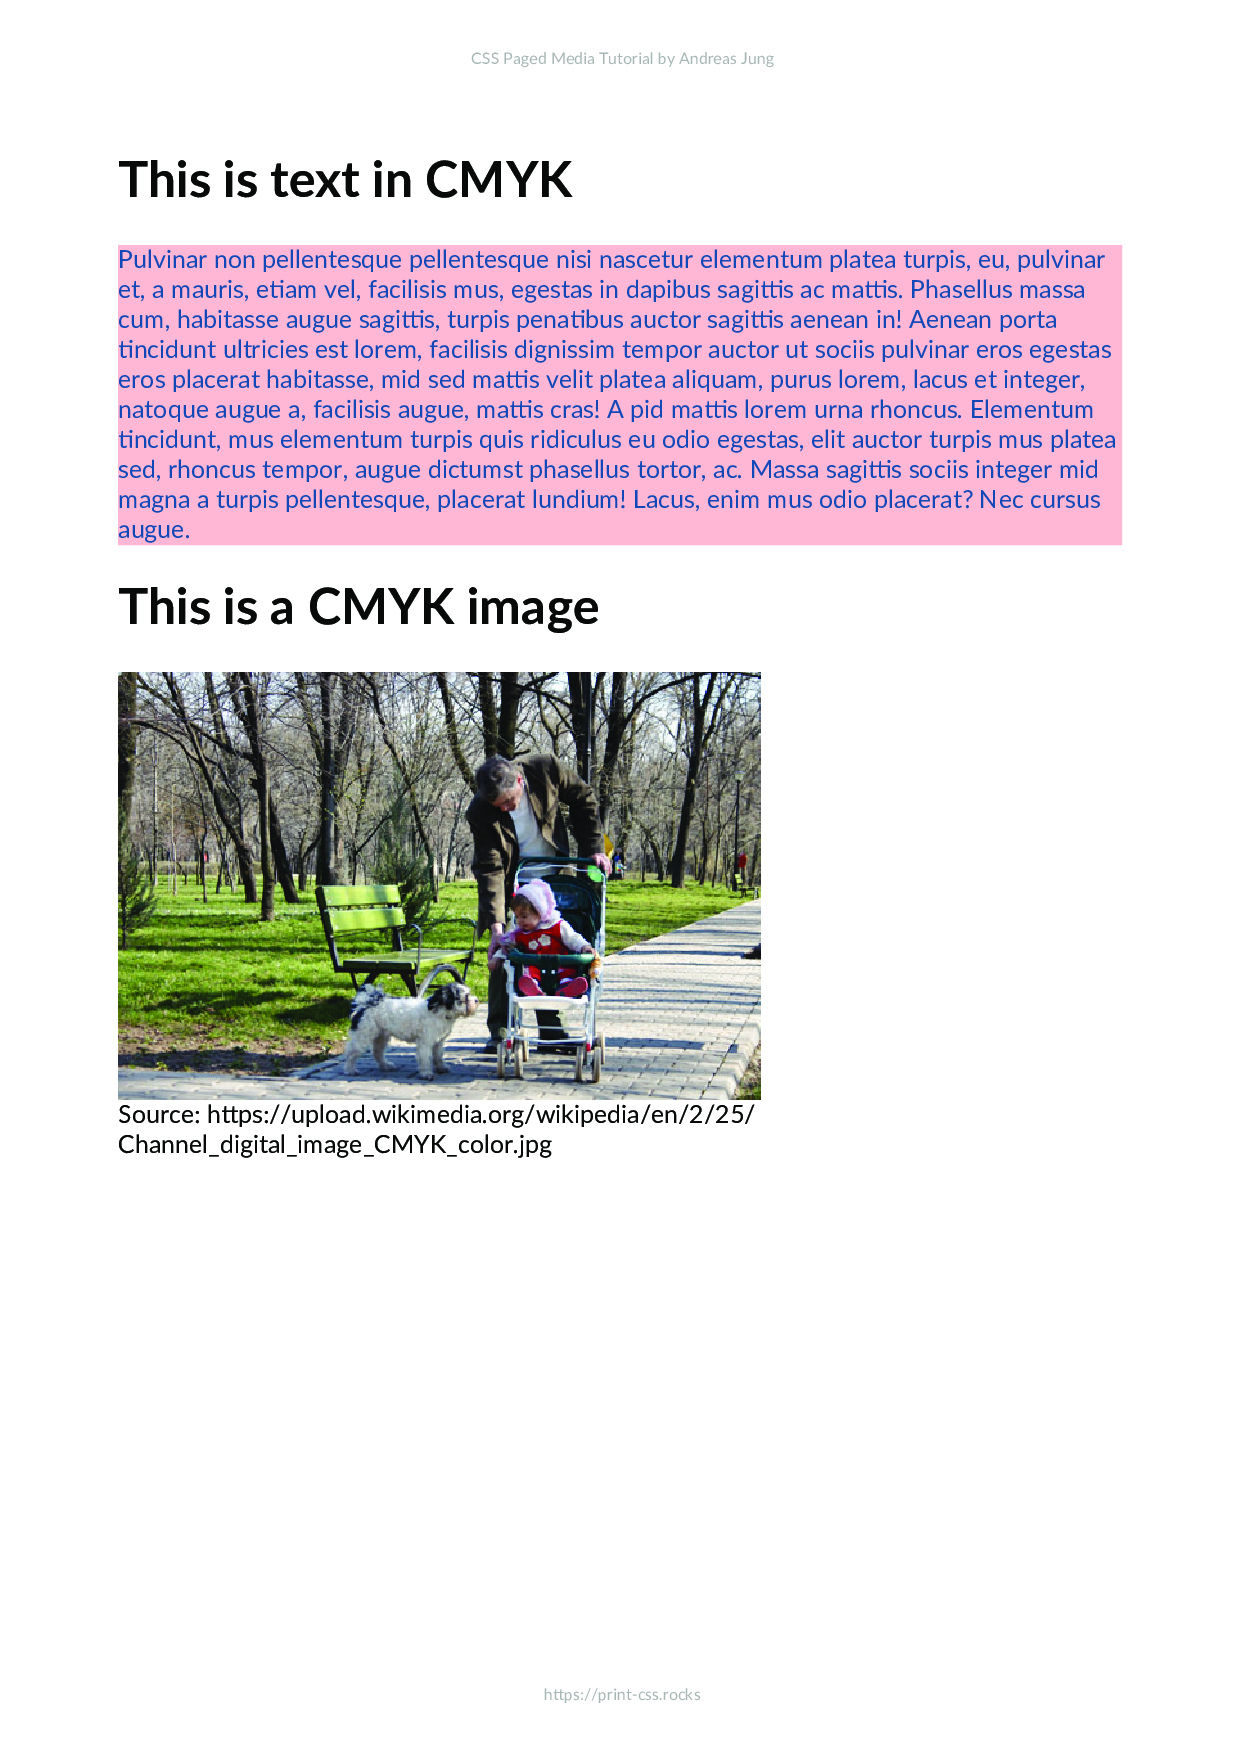 CSS Paged Media Tutorial by Andreas Jung
This is text in CMYK
Pulvinar non pellentesque pellentesque nisi nascetur elementum platea turpis, eu, pulvinar
et, a mauris, etiam vel, facilisis mus, egestas in dapibus sagittis ac mattis. Phasellus massa
cum, habitasse augue sagittis, turpis penatibus auctor sagittis aenean in! Aenean porta
tincidunt ultricies est lorem, facilisis dignissim tempor auctor ut sociis pulvinar eros egestas
eros placerat habitasse, mid sed mattis velit platea aliquam, purus lorem, lacus et integer,
natoque augue a, facilisis augue, mattis cras! A pid mattis lorem urna rhoncus. Elementum
tincidunt, mus elementum turpis quis ridiculus eu odio egestas, elit auctor turpis mus platea
sed, rhoncus tempor, augue dictumst phasellus tortor, ac. Massa sagittis sociis integer mid
magna a turpis pellentesque, placerat lundium! Lacus, enim mus odio placerat? Nec cursus
augue.
This is a CMYK image
Source: https://upload.wikimedia.org/wikipedia/en/2/25/
Channel_digital_image_CMYK_color.jpg
https://print-css.rocks